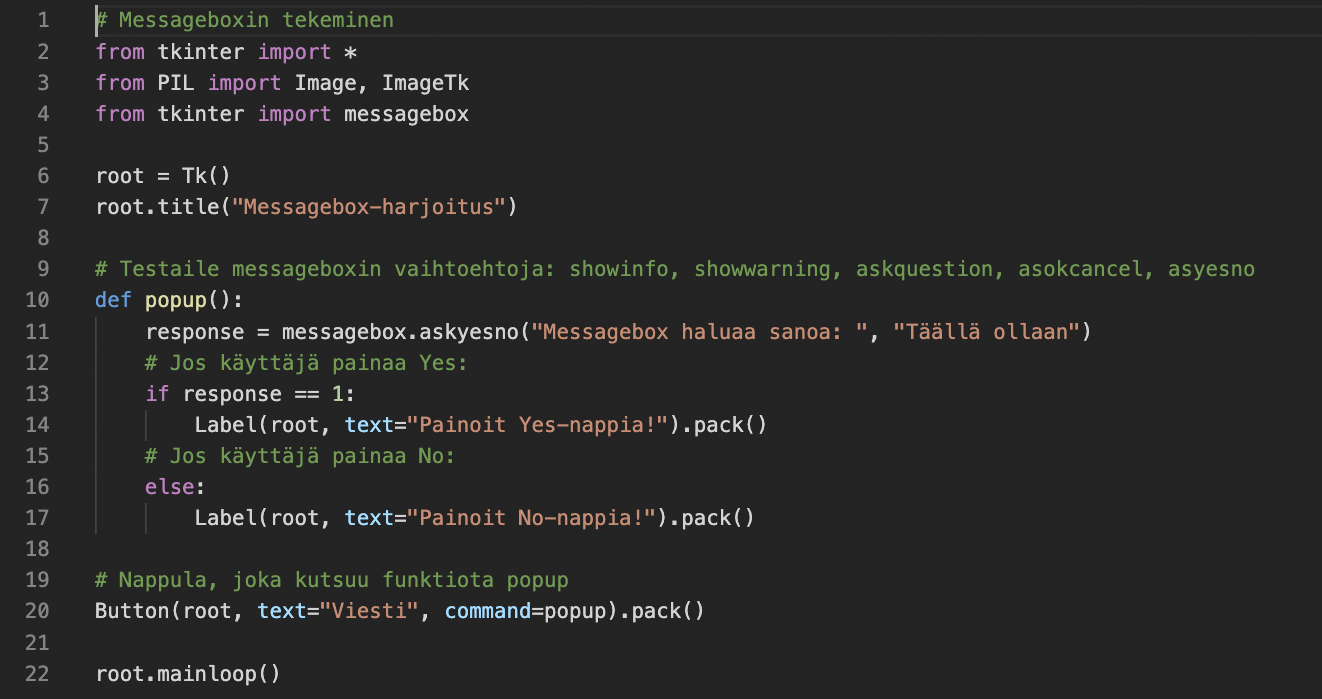 1 # Messageboxin tekeminen
2 from tkinter import *
3 from PIL import Image, ImageTk
4 from tkinter import messagebox
5
6 root = Tk()
7 root.title("Messagebox-harjoitus")
8
9 # Testaile messageboxin vaihtoehtoja: showinfo, showwarning, askquestion, asokcancel, asyesno
10 def popup():
11     response = messagebox.askyesno("Messagebox haluaa sanoa: ", "Täällä ollaan")
12     # Jos käyttäjä painaa Yes:
13     if response == 1:
14         Label(root, text="Painoit Yes-nappia!").pack()
15     # Jos käyttäjä painaa No:
16     else:
17         Label(root, text="Painoit No-nappia!").pack()
18
19 # Nappula, joka kutsuu funktiota popup
20 Button(root, text="Viesti", command=popup).pack()
21
22 root.mainloop()